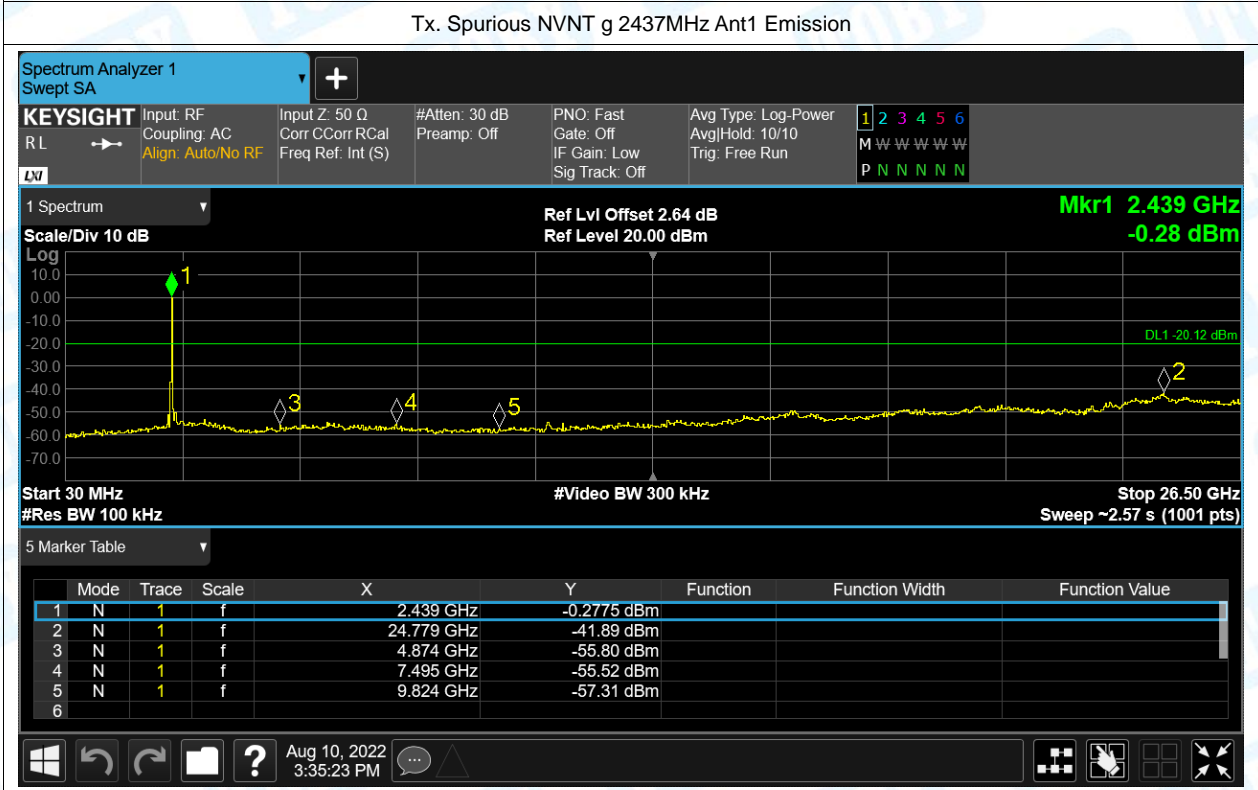 Tx. Spurious NVNT g 2437MHz Ant1 Emission
Spectrum Analyzer 1
Swept SA
KEYSIGHT
R L
LXI
Input: RF
Coupling: AC
Align: Auto/No RF
Input Z: 50 Ω
Corr CCorr RCal
Freq Ref: Int (S)
#Atten: 30 dB
Preamp: Off
PNO: Fast
Gate: Off
IF Gain: Low
Sig Track: Off
Avg Type: Log-Power
Avg|Hold: 10/10
Trig: Free Run
1 2 3 4 5 6
M W W W W W
P N N N N N
1 Spectrum
Scale/Div 10 dB
Ref Lvl Offset 2.64 dB
Ref Level 20.00 dBm
Mkr1 2.439 GHz
-0.28 dBm
Log
10.0
0.00
-10.0
-20.0
-30.0
-40.0
-50.0
-60.0
-70.0
1
DL1 -20.12 dBm
2
3
4
5
Start 30 MHz
#Video BW 300 kHz
Stop 26.50 GHz
#Res BW 100 kHz
Sweep ~2.57 s (1001 pts)
5 Marker Table
Mode Trace Scale X Y Function Function Width Function Value
1 N 1 f 2.439 GHz -0.2775 dBm
2 N 1 f 24.779 GHz -41.89 dBm
3 N 1 f 4.874 GHz -55.80 dBm
4 N 1 f 7.495 GHz -55.52 dBm
5 N 1 f 9.824 GHz -57.31 dBm
6
?
Aug 10, 2022
3:35:23 PM